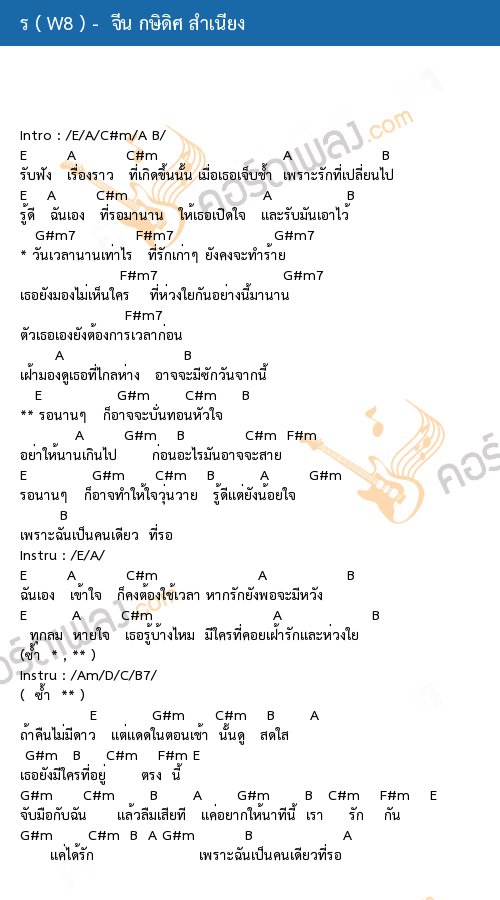 ร ( W8 ) - จีน กษิดิศ สำเนียง
Intro : /E/A/C#m/A B/
E A C#m A B
รับฟัง เรื่องราว ที่เกิดขึ้นนั้น เมื่อเธอเจ็บช้ำ เพราะรักที่เปลี่ยนไป
E A C#m A B
รู้ดี ฉันเอง ที่รอมานาน ให้เธอเปิดใจ และรับมันเอาไว้
G#m7 F#m7 G#m7
* วันเวลานานเท่าไร ที่รักเก่าๆ ยังคงจะทำร้าย
F#m7 G#m7
เธอยังมองไม่เห็นใคร ที่ห่วงใยกันอย่างนี้มานาน
F#m7
ตัวเธอเองยังต้องการเวลาก่อน
A B
เฝ้ามองดูเธอที่ไกลห่าง อาจจะมีซักวันจากนี้
E G#m C#m B
** รอนานๆ ก็อาจจะบั่นทอนหัวใจ
A G#m B C#m F#m
อย่าให้นานเกินไป ก่อนอะไรมันอาจจะสาย
E G#m C#m B A G#m
รอนานๆ ก็อาจทำให้ใจวุ่นวาย รู้ดีแต่ยังน้อยใจ
B
เพราะฉันเป็นคนเดียว ที่รอ
Instru : /E/A/
E A C#m A B
ฉันเอง เข้าใจ ก็คงต้องใช้เวลา หากรักยังพอจะมีหวัง
E A C#m A B
ทุกลม หายใจ เธอรู้บ้างไหม มีใครที่คอยเฝ้ารักและห่วงใย
(ซ้ำ * , ** )
Instru : /Am/D/C/B7/
( ซ้ำ ** )
E G#m C#m B A
ถ้าคืนไม่มีดาว แต่แดดในตอนเช้า นั้นดู สดใส
G#m B C#m F#m E
เธอยังมีใครที่อยู่ ตรง นี้
G#m C#m B A G#m B C#m F#m E
จับมือกับฉัน แล้วลืมเสียที แค่อยากให้นาทีนี้ เรา รัก กัน
G#m C#m B A G#m B A
แค่ได้รัก เพราะฉันเป็นคนเดียวที่รอ
คอร์ดเพลง.com